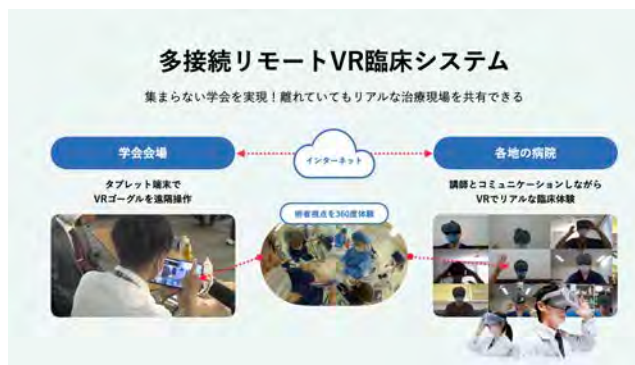 多接続リモートVR臨床システム
集まらない学会を実現！離れていてもリアルな治療現場を共有できる
学会会場
インターネット
各地の病院
タブレット端末で
VRゴーグルを遠隔操作
術者視点を360度体験
講師とコミュニケーションしながら
VRでリアルな臨床体験